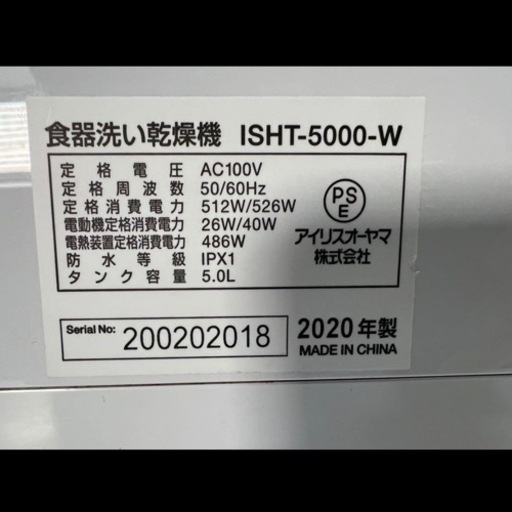 食器洗い乾燥機 ISHT-5000-W
定格電圧 AC100V
定格周波数 50/60Hz
定格消費電力 512W/526W
電動機定格消費電力 26W/40W
電熱装置定格消費電力 486W
防水等級 IPX1
タンク容量 5.0L
PS
E
アイリスオーヤマ
株式会社
Serial No: 200202018
2020年製
MADE IN CHINA